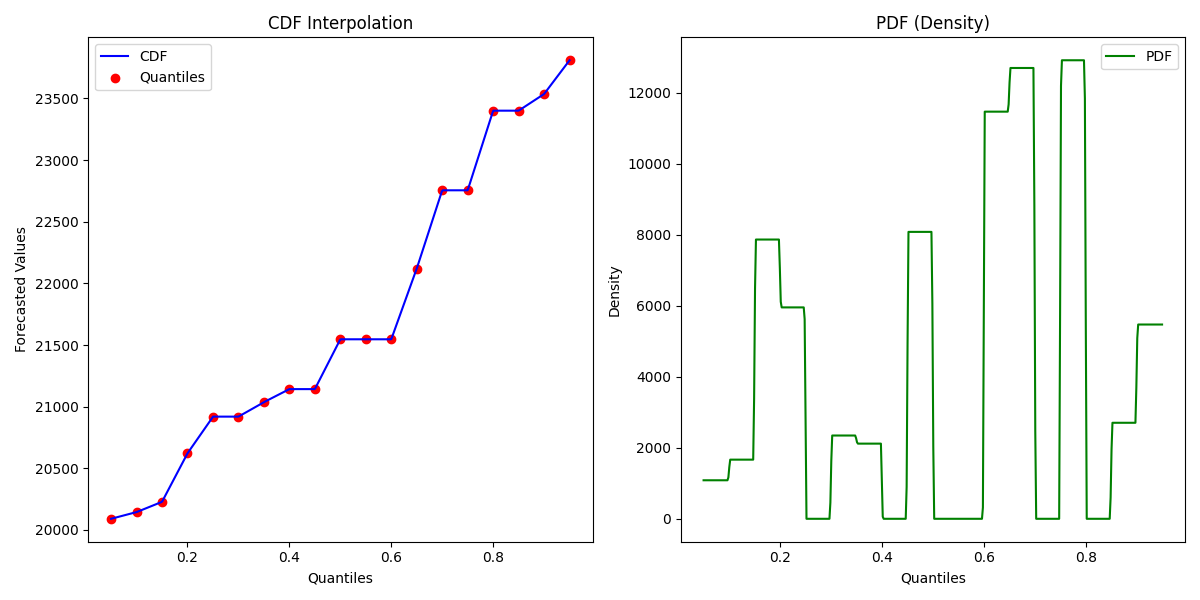 CDF Interpolation
CDF
Quantiles
23500
23000
22500
22000
21500
21000
20500
20000
Forecasted Values
0.2 0.4 0.6 0.8
Quantiles
PDF (Density)
PDF
12000
10000
8000
6000
4000
2000
0
Density
0.2 0.4 0.6 0.8
Quantiles